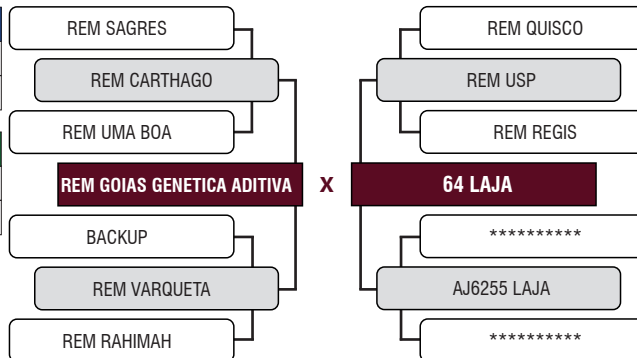 REM SAGRES
REM CARTHAGO
REM UMA BOA
REM GOIAS GENETICA ADITIVA
BACKUP
REM VARQUETA
REM RAHIMAH
X
REM QUISCO
REM USP
REM REGIS
64 LAJA
**********
AJ6255 LAJA
**********